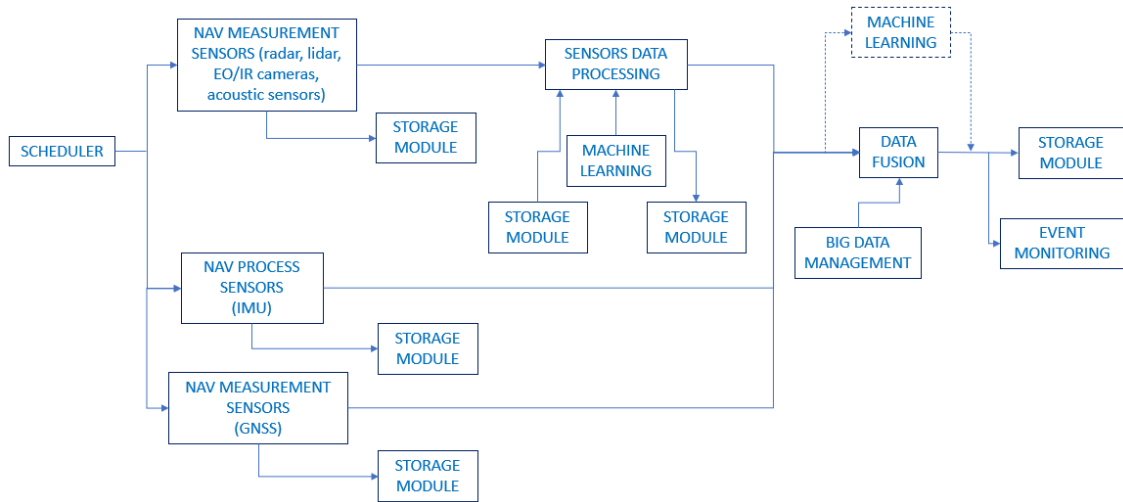 NAV MEASUREMENT
SENSORS (radar, lidar,
EO/IR cameras,
acoustic sensors)
SENSORS DATA
PROCESSING
MACHINE
LEARNING
SCHEDULER
STORAGE
MODULE
MACHINE
LEARNING
DATA
FUSION
STORAGE
MODULE
STORAGE
MODULE
STORAGE
MODULE
BIG DATA
MANAGEMENT
EVENT
MONITORING
NAV PROCESS
SENSORS
(IMU)
STORAGE
MODULE
NAV MEASUREMENT
SENSORS
(GNSS)
STORAGE
MODULE